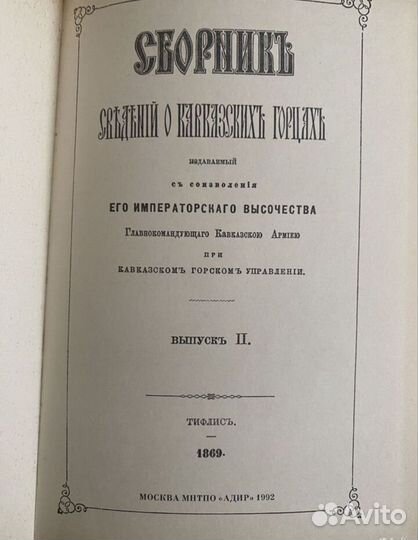 СБОРНИКЪ
СВѢДѢНІЙ О КАВКАЗСКИХЪ ГОРЦАХЪ
ИЗДАВАЕМЫЙ
СЪ СОИЗВОЛЕНІЯ
ЕГО ИМПЕРАТОРСКАГО ВЫСОЧЕСТВА
ГЛАВНОКОМАНДУЮЩАГО КАВКАЗСКОЮ АРМІЕЮ
ПРИ
КАВКАЗСКОМЪ ГОРСКОМЪ УПРАВЛЕНІИ.
ВЫПУСКЪ II.
ТИФЛИСЪ.
1869.
МОСКВА МНТПО «АДИР» 1992
Avito